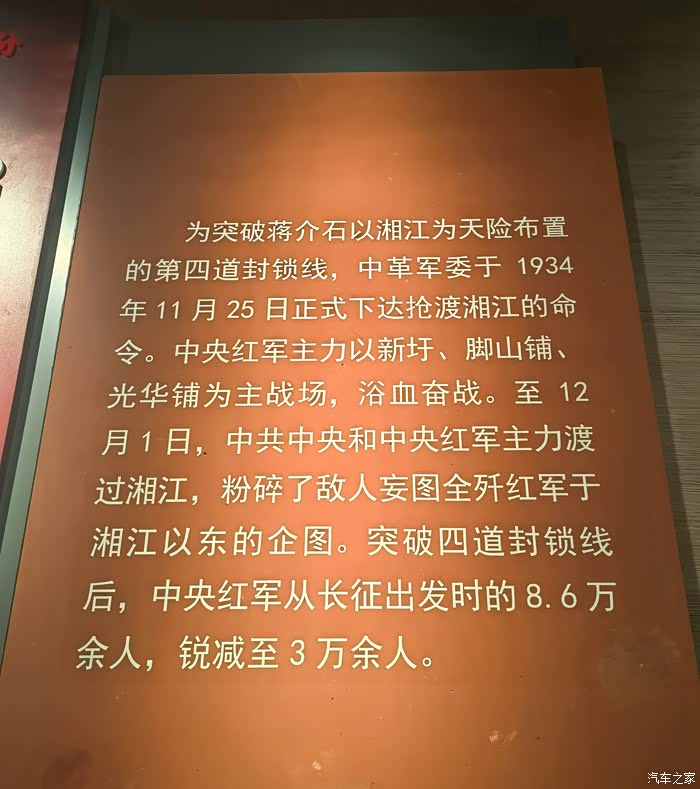 为突破蒋介石以湘江为天险布置
的第四道封锁线，中革军委于 1934
年 11 月 25 日正式下达抢渡湘江的命
令。中央红军主力以新圩、脚山铺、
光华铺为主战场，浴血奋战。至 12
月 1 日，中共中央和中央红军主力渡
过湘江，粉碎了敌人妄图全歼红军于
湘江以东的企图。突破四道封锁线
后，中央红军从长征出发时的 8.6 万
余人，锐减至 3 万余人。
汽车之家